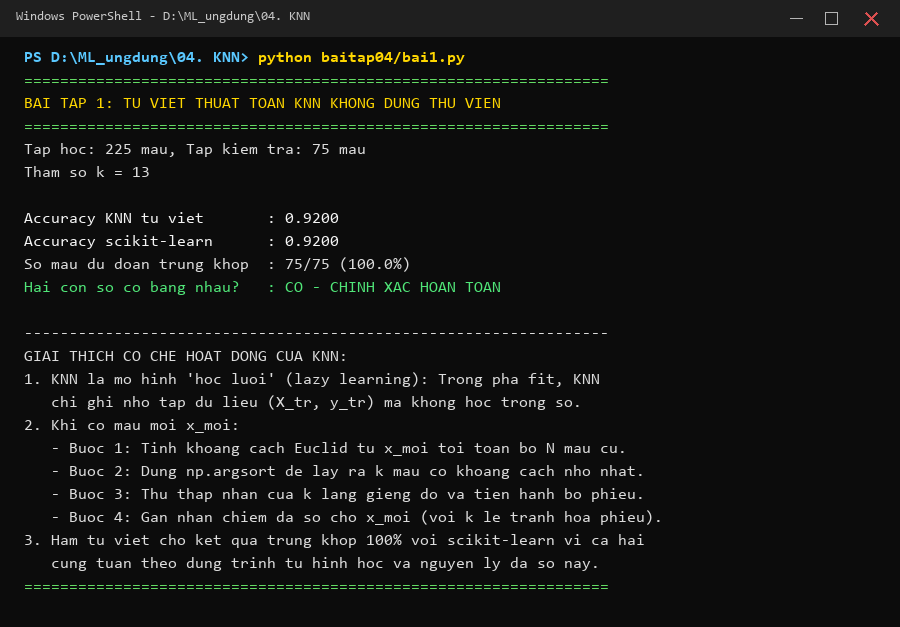 Windows PowerShell - D:\ML_ungdung\04. KNN
PS D:\ML_ungdung\04. KNN> python baitap04/bai1.py
=================================================================
BAI TAP 1: TU VIET THUAT TOAN KNN KHONG DUNG THU VIEN
=================================================================
Tap hoc: 225 mau, Tap kiem tra: 75 mau
Tham so k = 13
Accuracy KNN tu viet       : 0.9200
Accuracy scikit-learn      : 0.9200
So mau du doan trung khop  : 75/75 (100.0%)
Hai con so co bang nhau?   : CO - CHINH XAC HOAN TOAN
-----------------------------------------------------------------
GIAI THICH CO CHE HOAT DONG CUA KNN:
1. KNN la mo hinh 'hoc luoi' (lazy learning): Trong pha fit, KNN
   chi ghi nho tap du lieu (X_tr, y_tr) ma khong hoc trong so.
2. Khi co mau moi x_moi:
   - Buoc 1: Tinh khoang cach Euclid tu x_moi toi toan bo N mau cu.
   - Buoc 2: Dung np.argsort de lay ra k mau co khoang cach nho nhat.
   - Buoc 3: Thu thap nhan cua k lang gieng do va tien hanh bo phieu.
   - Buoc 4: Gan nhan chiem da so cho x_moi (voi k le tranh hoa phieu).
3. Ham tu viet cho ket qua trung khop 100% voi scikit-learn vi ca hai
   cung tuan theo dung trinh tu hinh hoc va nguyen ly da so nay.
=================================================================